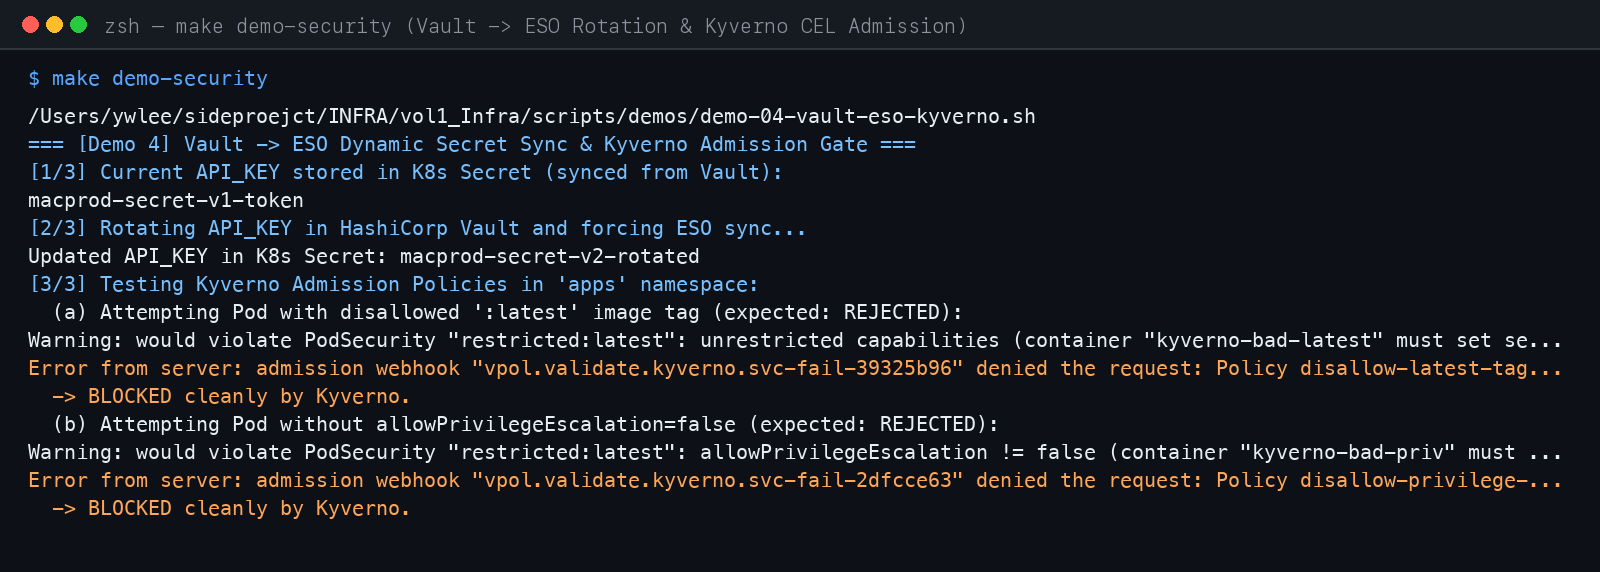 zsh — make demo-security (Vault -> ESO Rotation & Kyverno CEL Admission)
$ make demo-security
/Users/ywlee/sideproejct/INFRA/vol1_Infra/scripts/demos/demo-04-vault-eso-kyverno.sh
=== [Demo 4] Vault -> ESO Dynamic Secret Sync & Kyverno Admission Gate ===
[1/3] Current API_KEY stored in K8s Secret (synced from Vault):
macprod-secret-v1-token
[2/3] Rotating API_KEY in HashiCorp Vault and forcing ESO sync...
Updated API_KEY in K8s Secret: macprod-secret-v2-rotated
[3/3] Testing Kyverno Admission Policies in 'apps' namespace:
  (a) Attempting Pod with disallowed ':latest' image tag (expected: REJECTED):
Warning: would violate PodSecurity "restricted:latest": unrestricted capabilities (container "kyverno-bad-latest" must set se...
Error from server: admission webhook "vpol.validate.kyverno.svc-fail-39325b96" denied the request: Policy disallow-latest-tag...
  -> BLOCKED cleanly by Kyverno.
  (b) Attempting Pod without allowPrivilegeEscalation=false (expected: REJECTED):
Warning: would violate PodSecurity "restricted:latest": allowPrivilegeEscalation != false (container "kyverno-bad-priv" must ...
Error from server: admission webhook "vpol.validate.kyverno.svc-fail-2dfcce63" denied the request: Policy disallow-privilege-...
  -> BLOCKED cleanly by Kyverno.